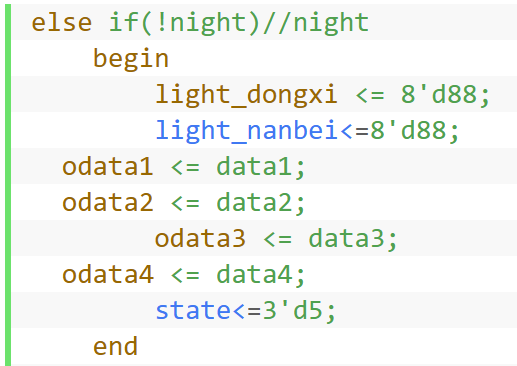 else if(!night)//night
begin
light_dongxi <= 8'd88;
light_nanbei<=8'd88;
odata1 <= data1;
odata2 <= data2;
odata3 <= data3;
odata4 <= data4;
state<=3'd5;
end